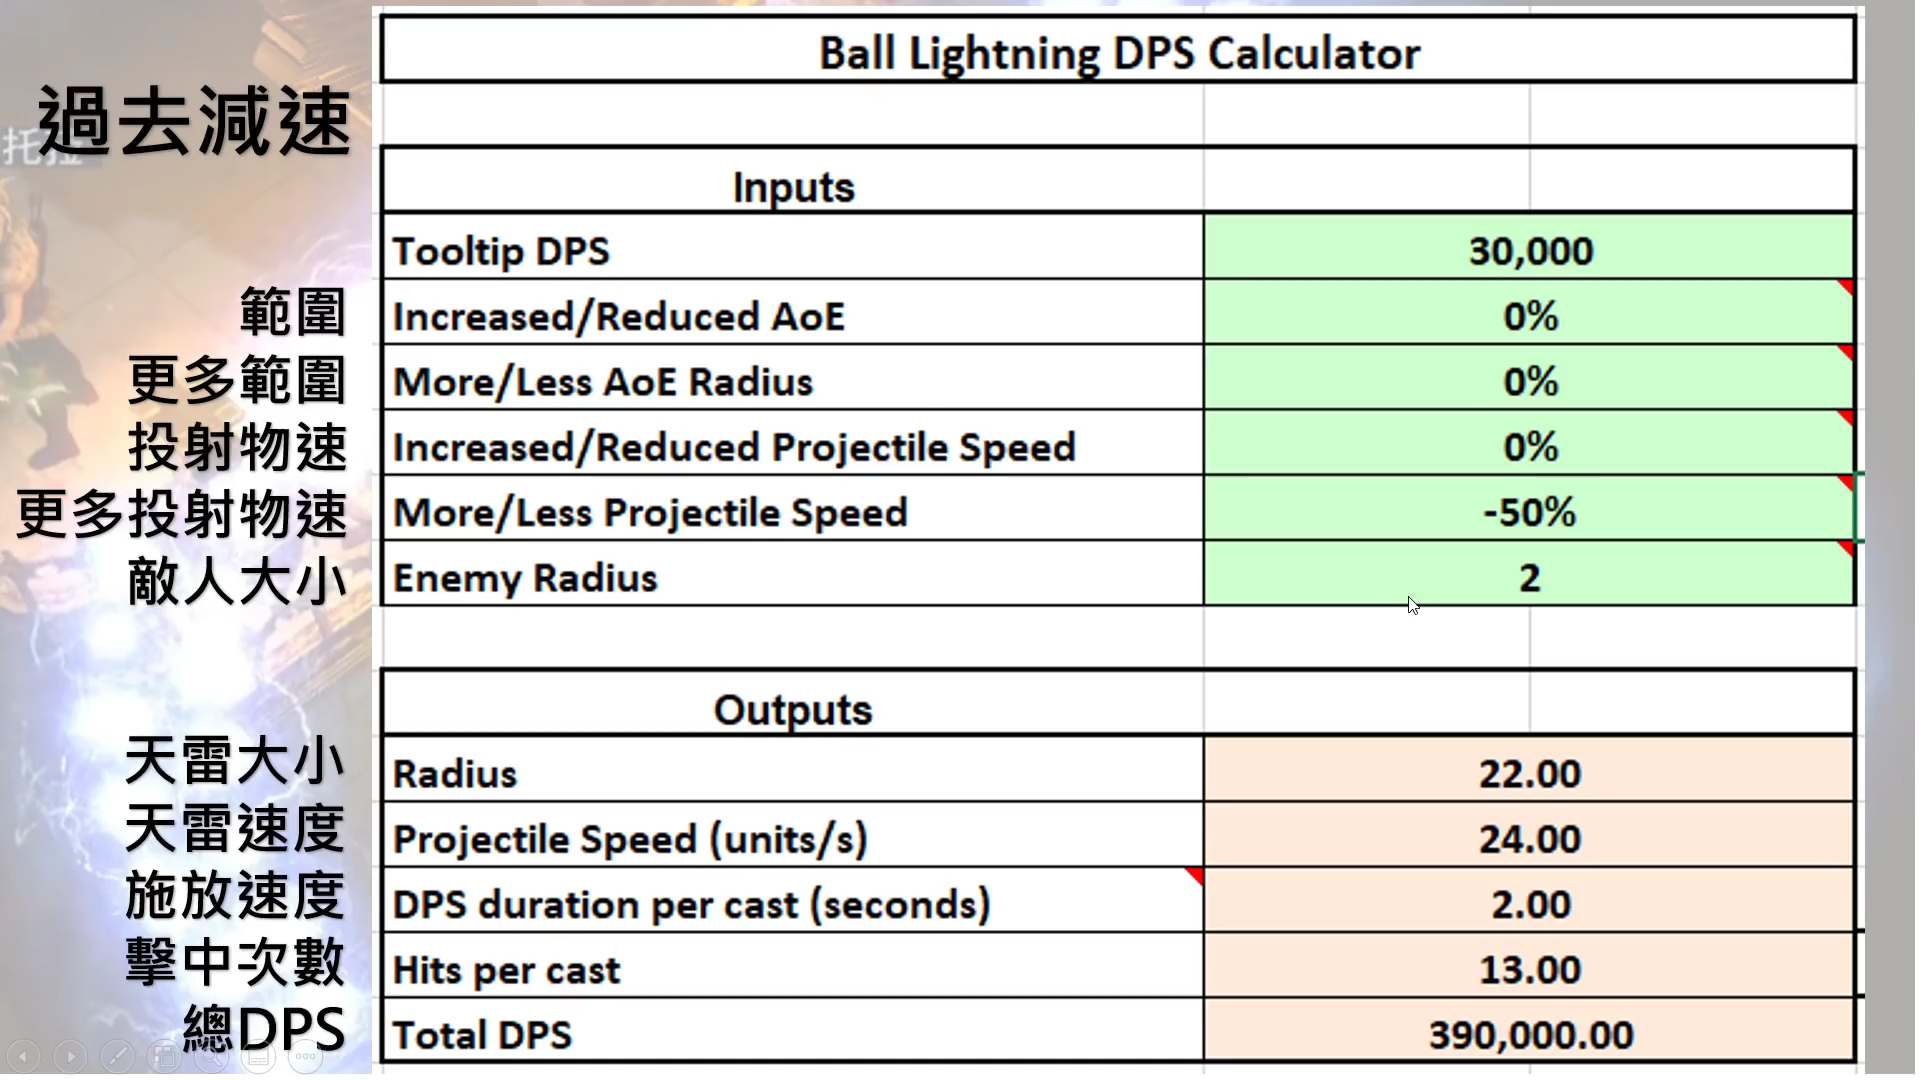 Ball Lightning DPS Calculator
過去減速
托拉
Inputs
Tooltip DPS 30,000
範圍 Increased/Reduced AoE 0%
更多範圍 More/Less AoE Radius 0%
投射物速 Increased/Reduced Projectile Speed 0%
更多投射物速 More/Less Projectile Speed -50%
敵人大小 Enemy Radius 2
Outputs
天雷大小 Radius 22.00
天雷速度 Projectile Speed (units/s) 24.00
施放速度 DPS duration per cast (seconds) 2.00
擊中次數 Hits per cast 13.00
總DPS Total DPS 390,000.00